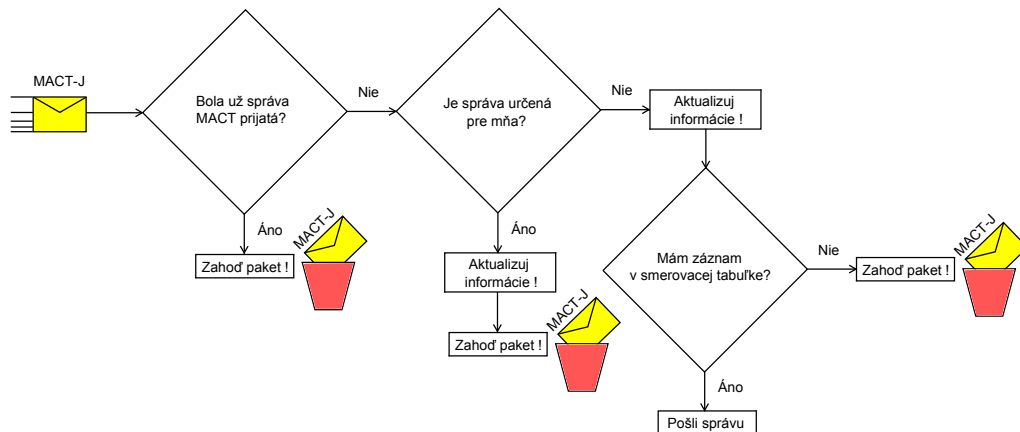 MACT-J
Bola už správa
MACT prijatá?
Nie
Je správa určená
pre mňa?
Nie
Aktualizuj
informácie !
Áno
Zahoď paket !
MACT-J
Áno
Aktualizuj
informácie !
Zahoď paket !
MACT-J
Mám záznam
v smerovacej tabuľke?
Nie
Zahoď paket !
MACT-J
Áno
Pošli správu